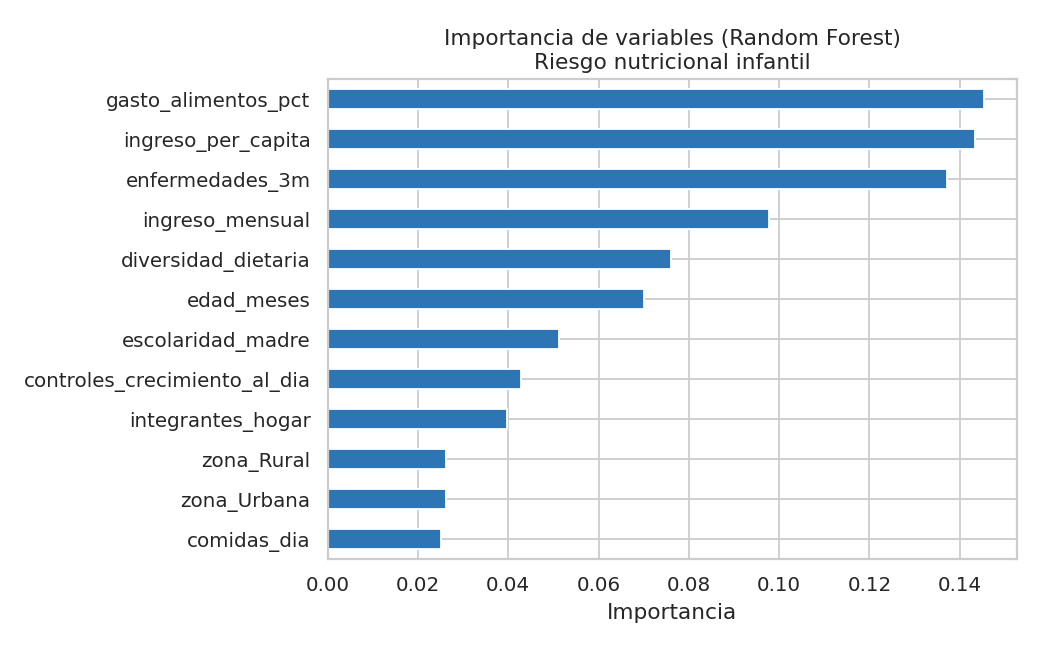 Importancia de variables (Random Forest)
Riesgo nutricional infantil
gasto_alimentos_pct
ingreso_per_capita
enfermedades_3m
ingreso_mensual
diversidad_dietaria
edad_meses
escolaridad_madre
controles_crecimiento_al_dia
integrantes_hogar
zona_Rural
zona_Urbana
comidas_dia
0.00 0.02 0.04 0.06 0.08 0.10 0.12 0.14
Importancia